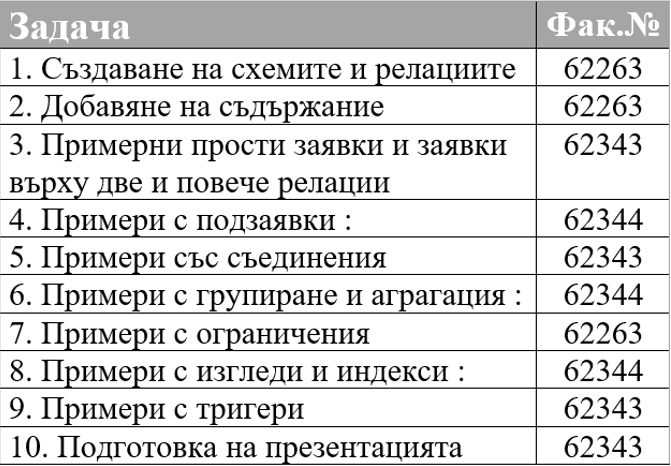 Задача Фак.№
1. Създаване на схемите и релациите 62263
2. Добавяне на съдържание 62263
3. Примерни прости заявки и заявки 62343
върху две и повече релации
4. Примери с подзаявки : 62344
5. Примери със съединения 62343
6. Примери с групиране и аграгация : 62344
7. Примери с ограничения 62263
8. Примери с изгледи и индекси : 62344
9. Примери с тригери 62343
10. Подготовка на презентацията 62343